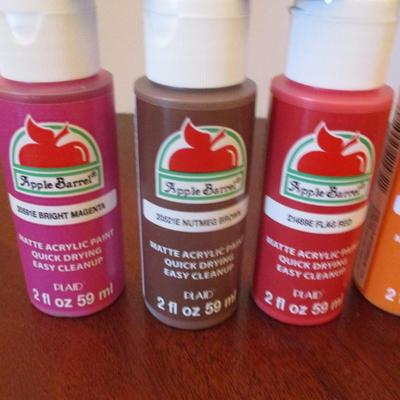 Apple Barrel®
20591E BRIGHT MAGENTA
MATTE ACRYLIC PAINT
QUICK DRYING
EASY CLEANUP
PLAID®
2 fl oz 59 ml
Apple Barrel®
20521E NUTMEG BROWN
MATTE ACRYLIC PAINT
QUICK DRYING
EASY CLEANUP
PLAID®
2 fl oz 59 ml
Apple Barrel®
21469E FLAG RED
MATTE ACRYLIC PAINT
QUICK DRYING
EASY CLEANUP
PLAID
2 fl oz 59 ml